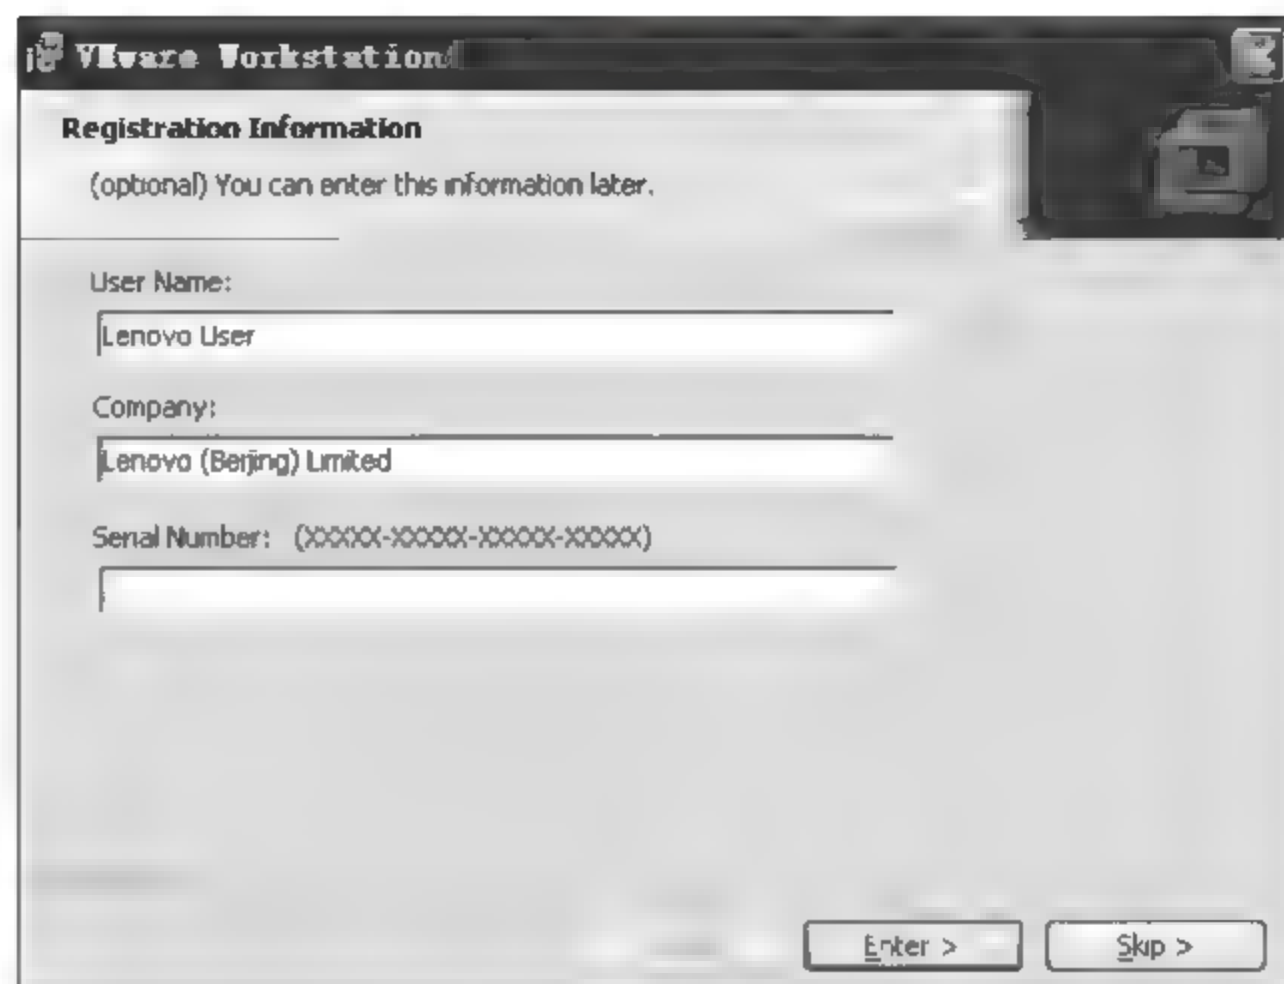 VMware Workstation
Registration Information
(optional) You can enter this information later.
User Name:
Lenovo User
Company:
Lenovo (Beijing) Limited
Serial Number: (XXXXX-XXXXX-XXXXX-XXXXX)
Enter >
Skip >